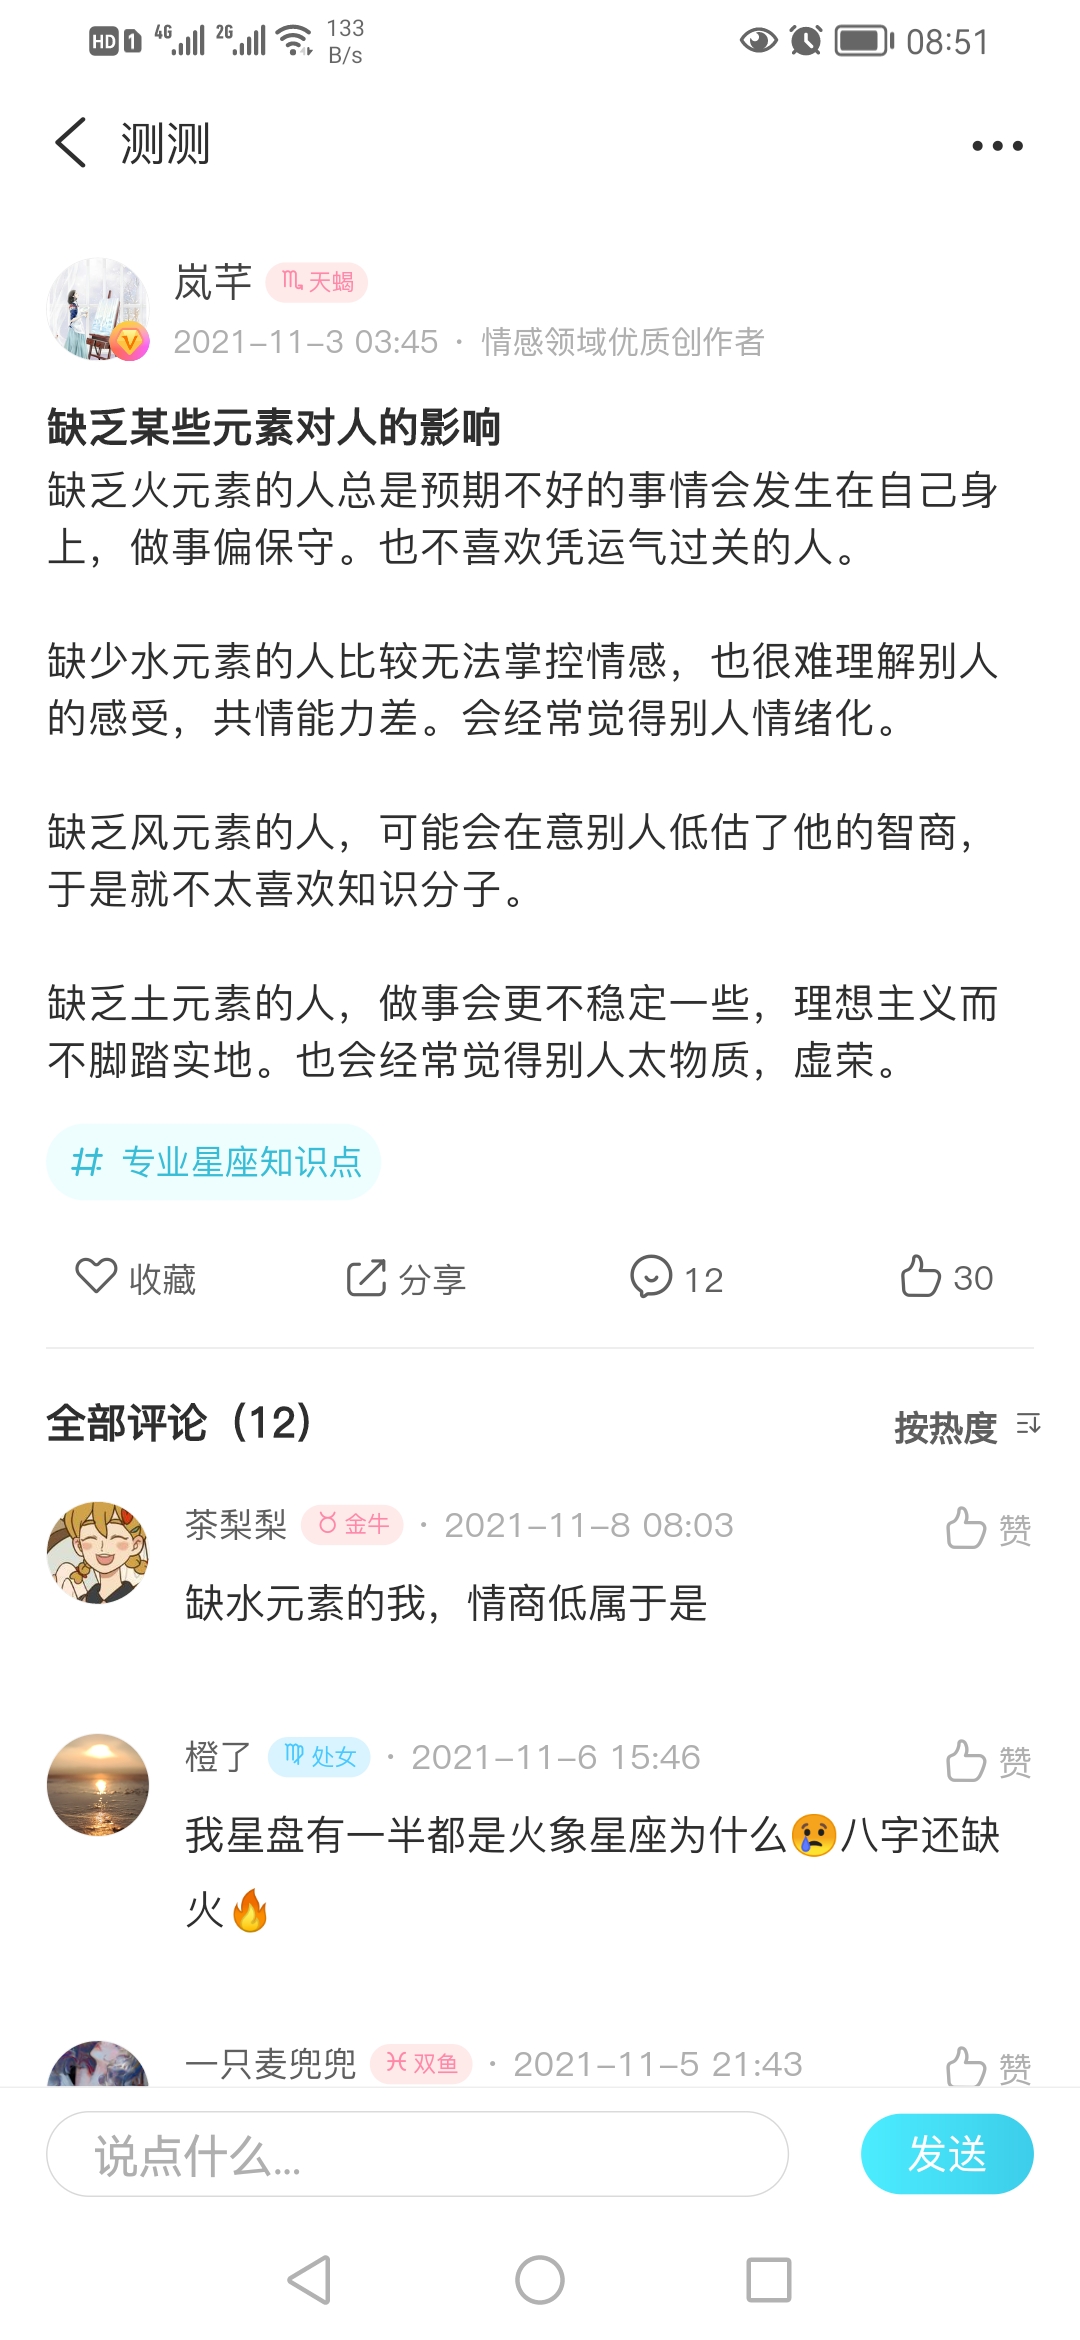 HD 1 4G 2G 133 B/s 08:51
测测
岚芊 天蝎
2021-11-3 03:45 · 情感领域优质创作者
缺乏某些元素对人的影响
缺乏火元素的人总是预期不好的事情会发生在自己身
上，做事偏保守。也不喜欢凭运气过关的人。
缺少水元素的人比较无法掌控情感，也很难理解别人
的感受，共情能力差。会经常觉得别人情绪化。
缺乏风元素的人，可能会在意别人低估了他的智商，
于是就不太喜欢知识分子。
缺乏土元素的人，做事会更不稳定一些，理想主义而
不脚踏实地。也会经常觉得别人太物质，虚荣。
# 专业星座知识点
收藏 分享 12 30
全部评论（12） 按热度
茶梨梨 金牛 · 2021-11-8 08:03 赞
缺水元素的我，情商低属于是
橙了 处女 · 2021-11-6 15:46 赞
我星盘有一半都是火象星座为什么😢八字还缺
火🔥
一只麦兜兜 双鱼 · 2021-11-5 21:43 赞
说点什么... 发送